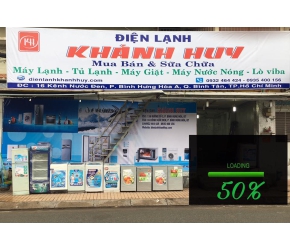 ĐIỆN LẠNH
KHÁNH HUY
Mua Bán & Sửa Chữa
Máy Lạnh - Tủ Lạnh - Máy Giặt - Máy Nước Nóng - Lò viba
dienlanhkhanhhuy.com
0932 464 424 - 0935 400 156
ĐC : 16 Kênh Nước Đen, P. Bình Hưng Hòa A, Q. Bình Tân, TP.Hồ Chí Minh
LOADING
50%